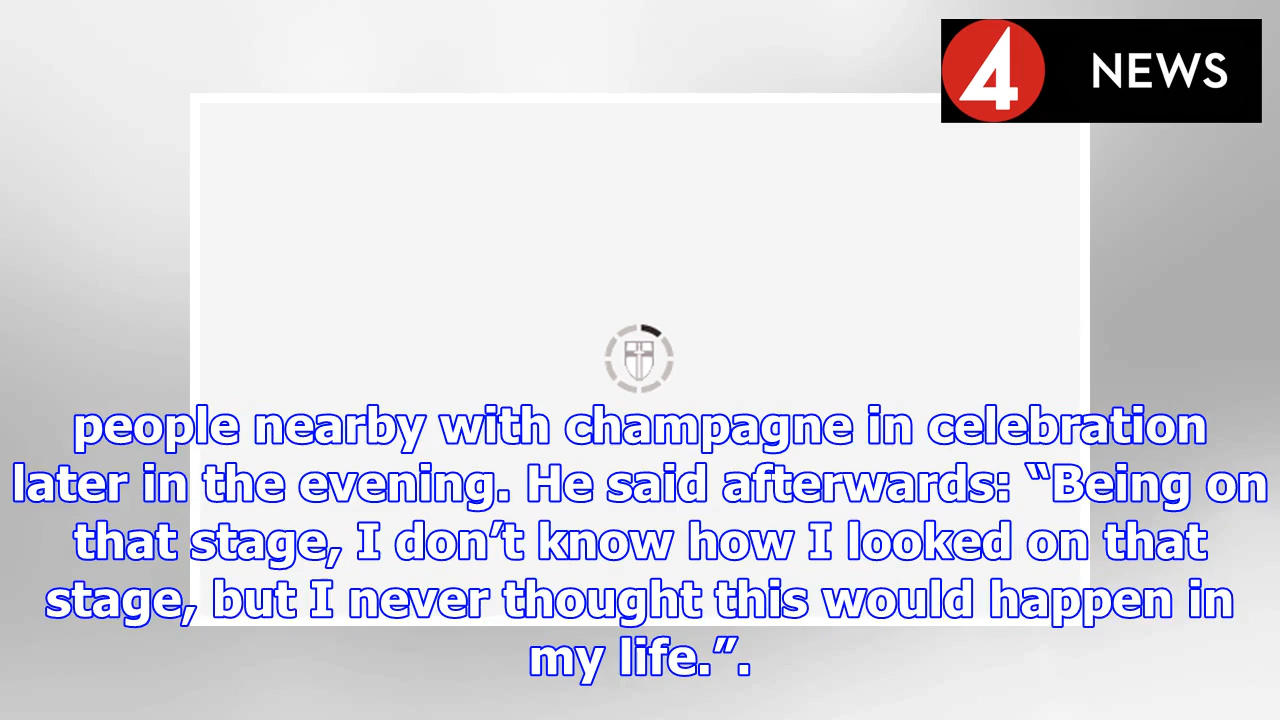 4 NEWS
people nearby with champagne in celebration
later in the evening. He said afterwards: “Being on
that stage, I don’t know how I looked on that
stage, but I never thought this would happen in
my life.”.